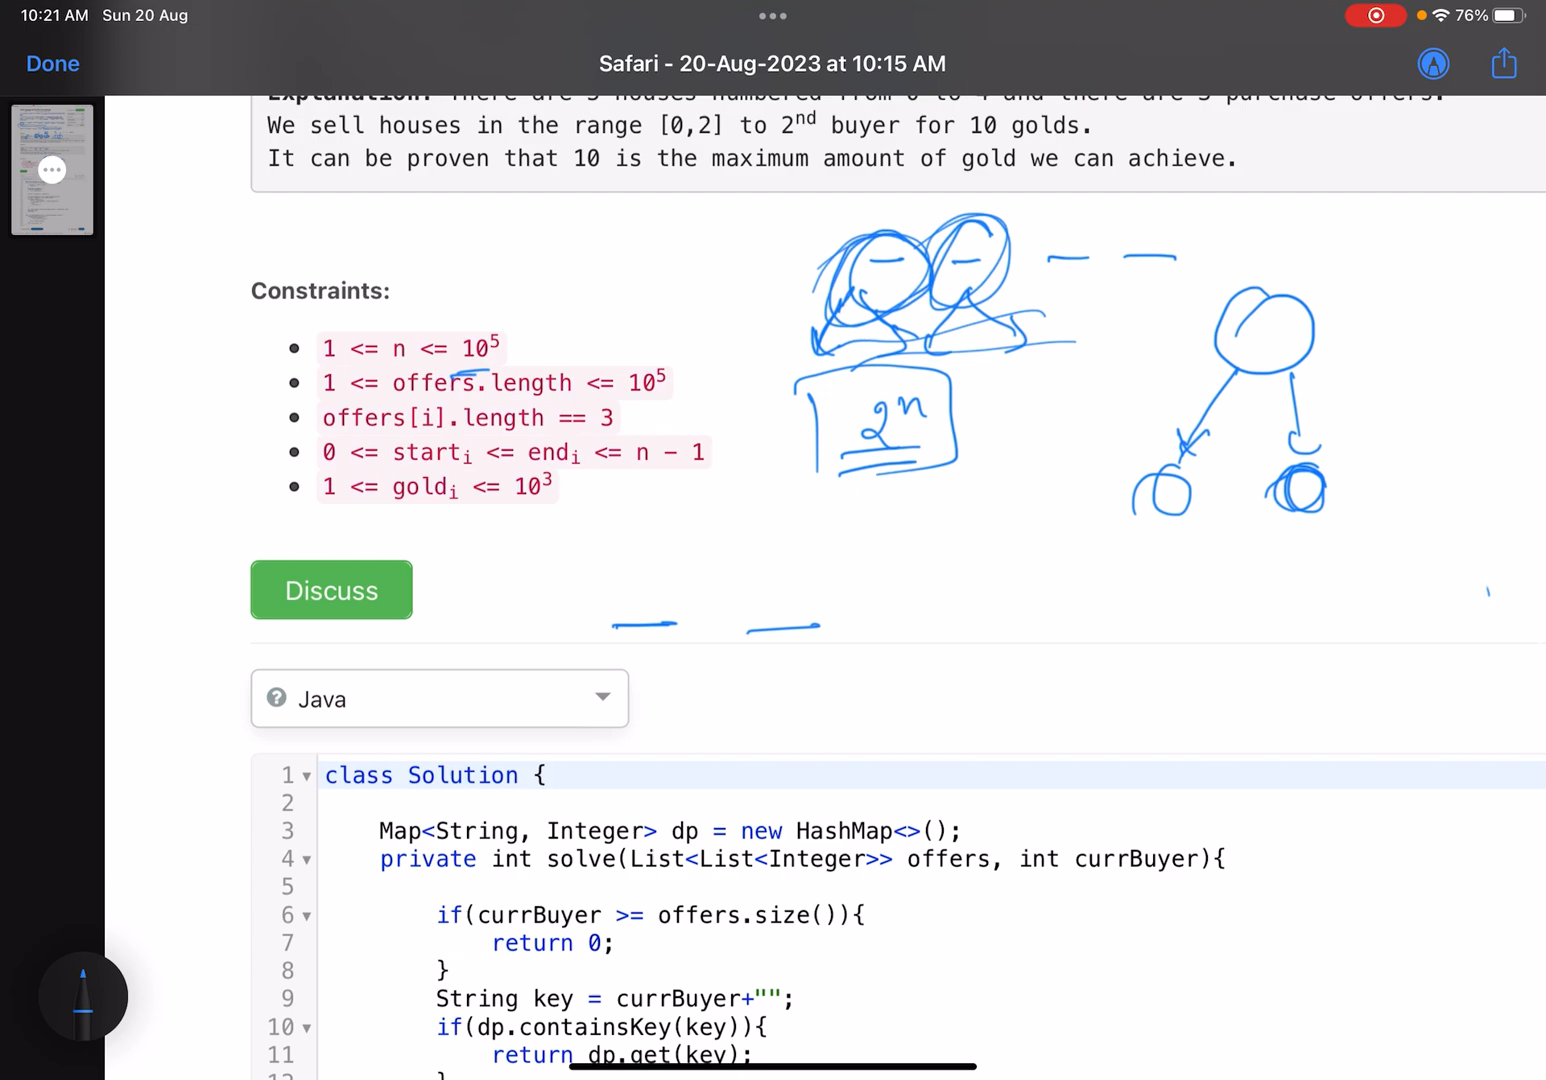 10:21 AM Sun 20 Aug
76%
Done
Safari - 20-Aug-2023 at 10:15 AM
We sell houses in the range [0,2] to 2nd buyer for 10 golds.
It can be proven that 10 is the maximum amount of gold we can achieve.
Constraints:
1 <= n <= 10^5
1 <= offers.length <= 10^5
offers[i].length == 3
0 <= starti <= endi <= n - 1
1 <= goldi <= 10^3
2^n
Discuss
Java
1 class Solution {
2
3 Map<String, Integer> dp = new HashMap<>();
4 private int solve(List<List<Integer>> offers, int currBuyer){
5
6 if(currBuyer >= offers.size()){
7 return 0;
8 }
9 String key = currBuyer+"";
10 if(dp.containsKey(key)){
11 return dp.get(key);